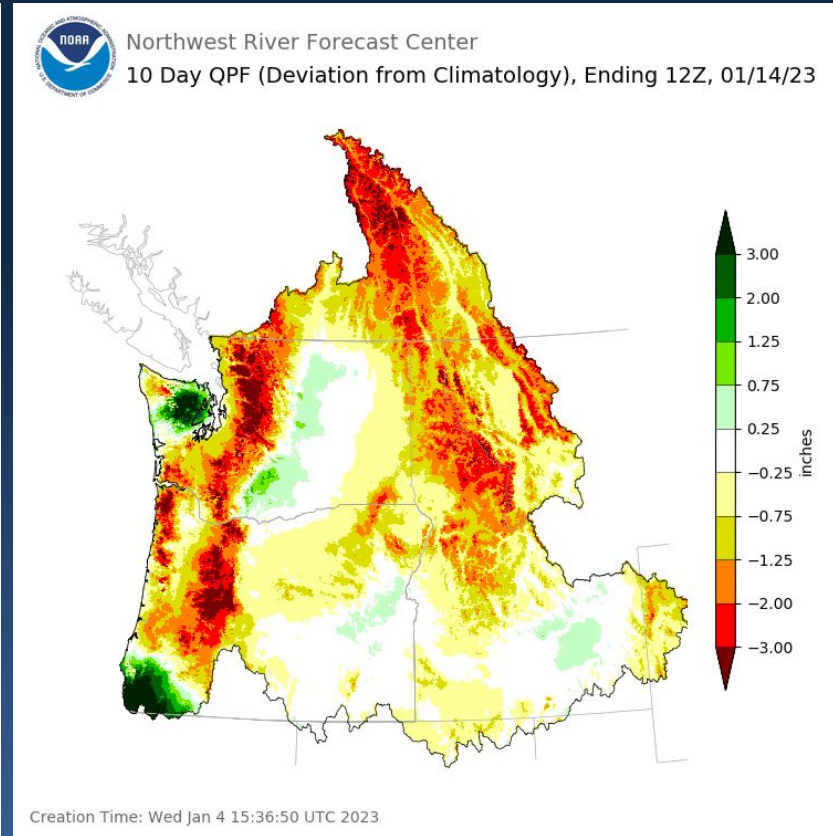 NATIONAL OCEANIC AND ATMOSPHERIC ADMINISTRATION
NOAA
U.S. DEPARTMENT OF COMMERCE
Northwest River Forecast Center
10 Day QPF (Deviation from Climatology), Ending 12Z, 01/14/23
3.00
2.00
1.25
0.75
0.25
−0.25
−0.75
−1.25
−2.00
−3.00
inches
Creation Time: Wed Jan 4 15:36:50 UTC 2023